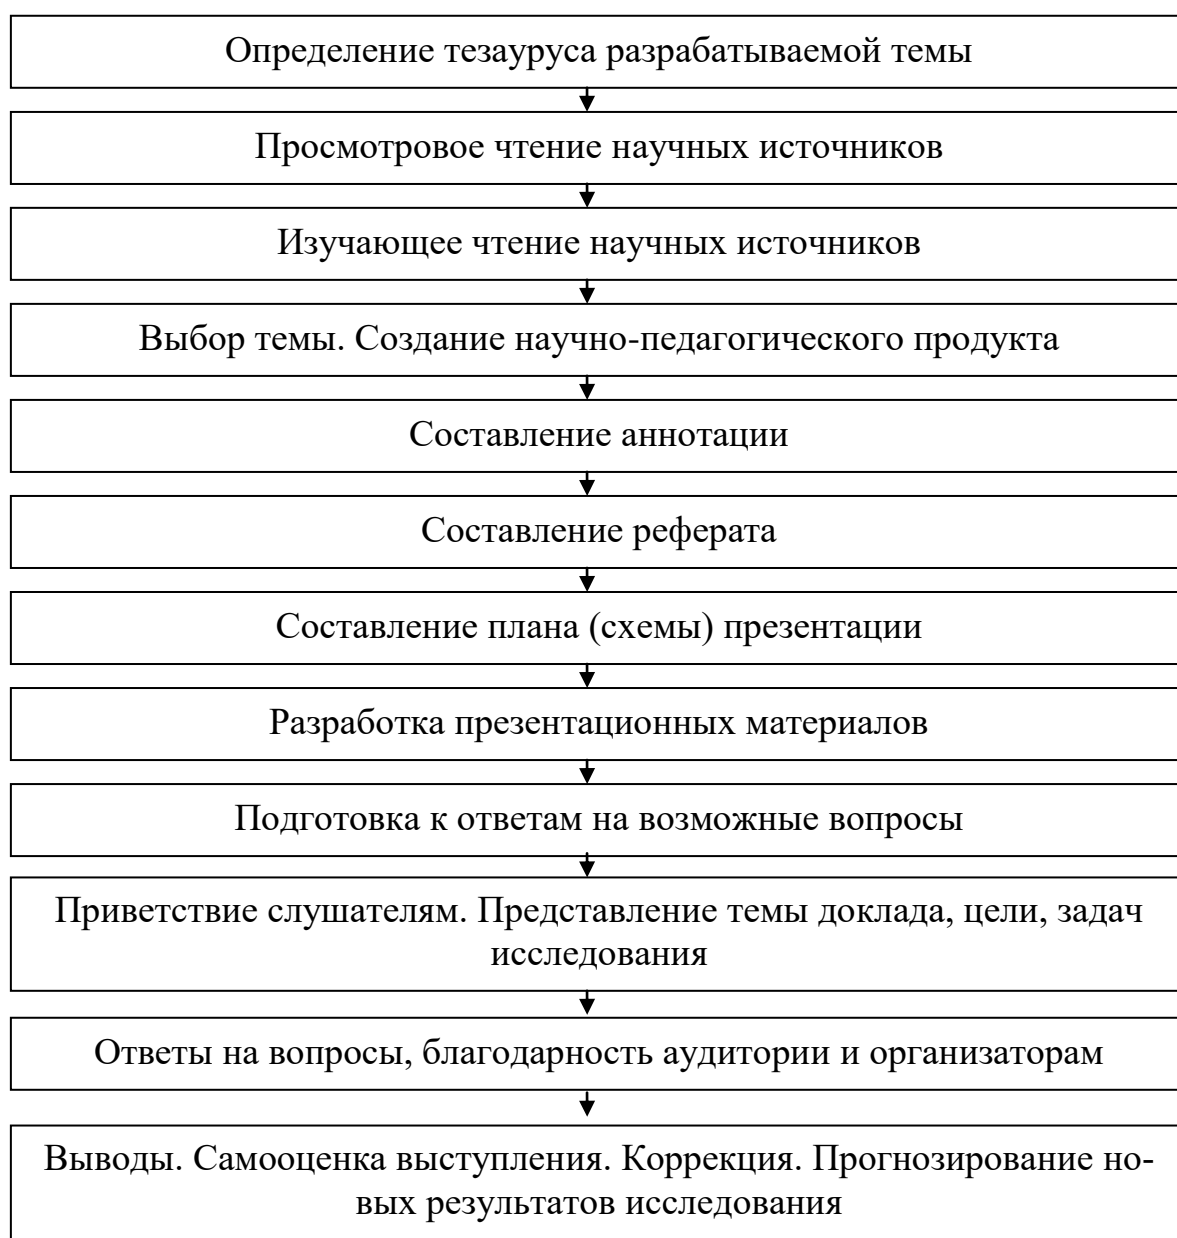 Определение тезауруса разрабатываемой темы
Просмотровое чтение научных источников
Изучающее чтение научных источников
Выбор темы. Создание научно-педагогического продукта
Составление аннотации
Составление реферата
Составление плана (схемы) презентации
Разработка презентационных материалов
Подготовка к ответам на возможные вопросы
Приветствие слушателям. Представление темы доклада, цели, задач
исследования
Ответы на вопросы, благодарность аудитории и организаторам
Выводы. Самооценка выступления. Коррекция. Прогнозирование но-
вых результатов исследования